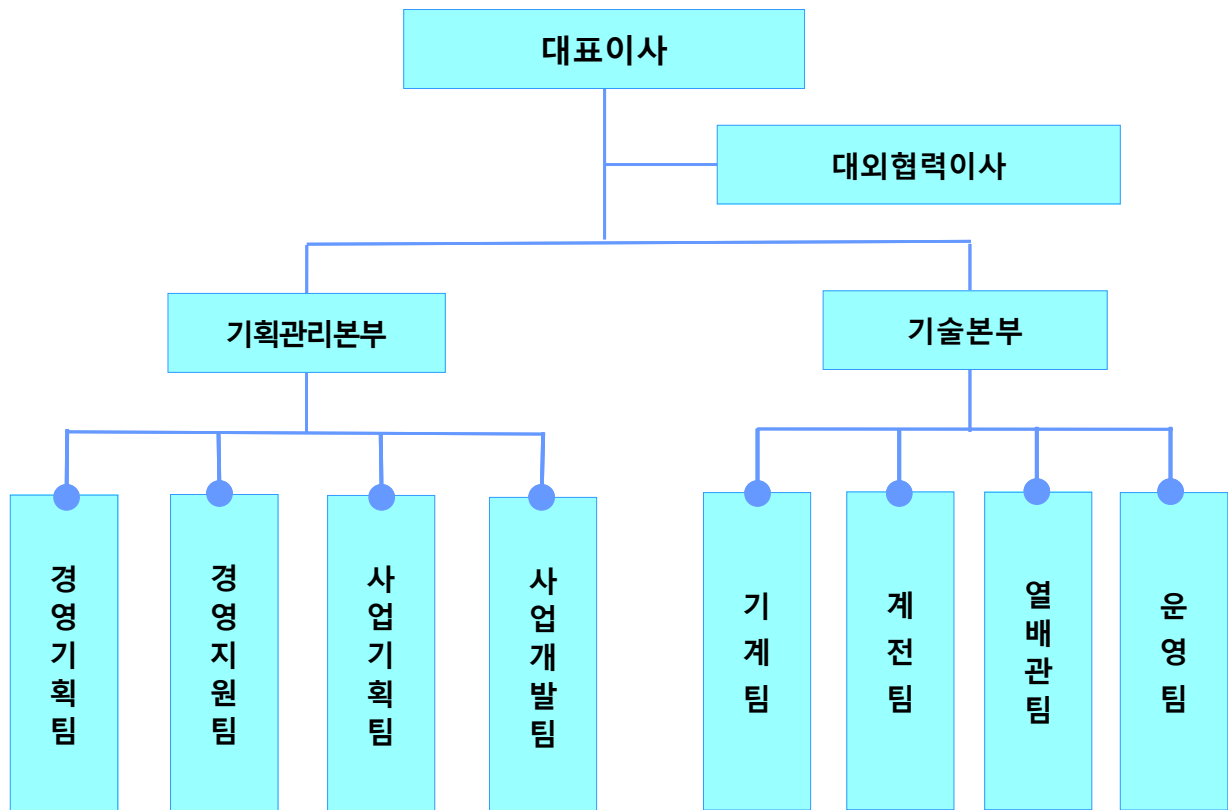 대표이사
대외협력이사
기획관리본부
기술본부
경영기획팀
경영지원팀
사업기획팀
사업개발팀
기계팀
계전팀
열배관팀
운영팀